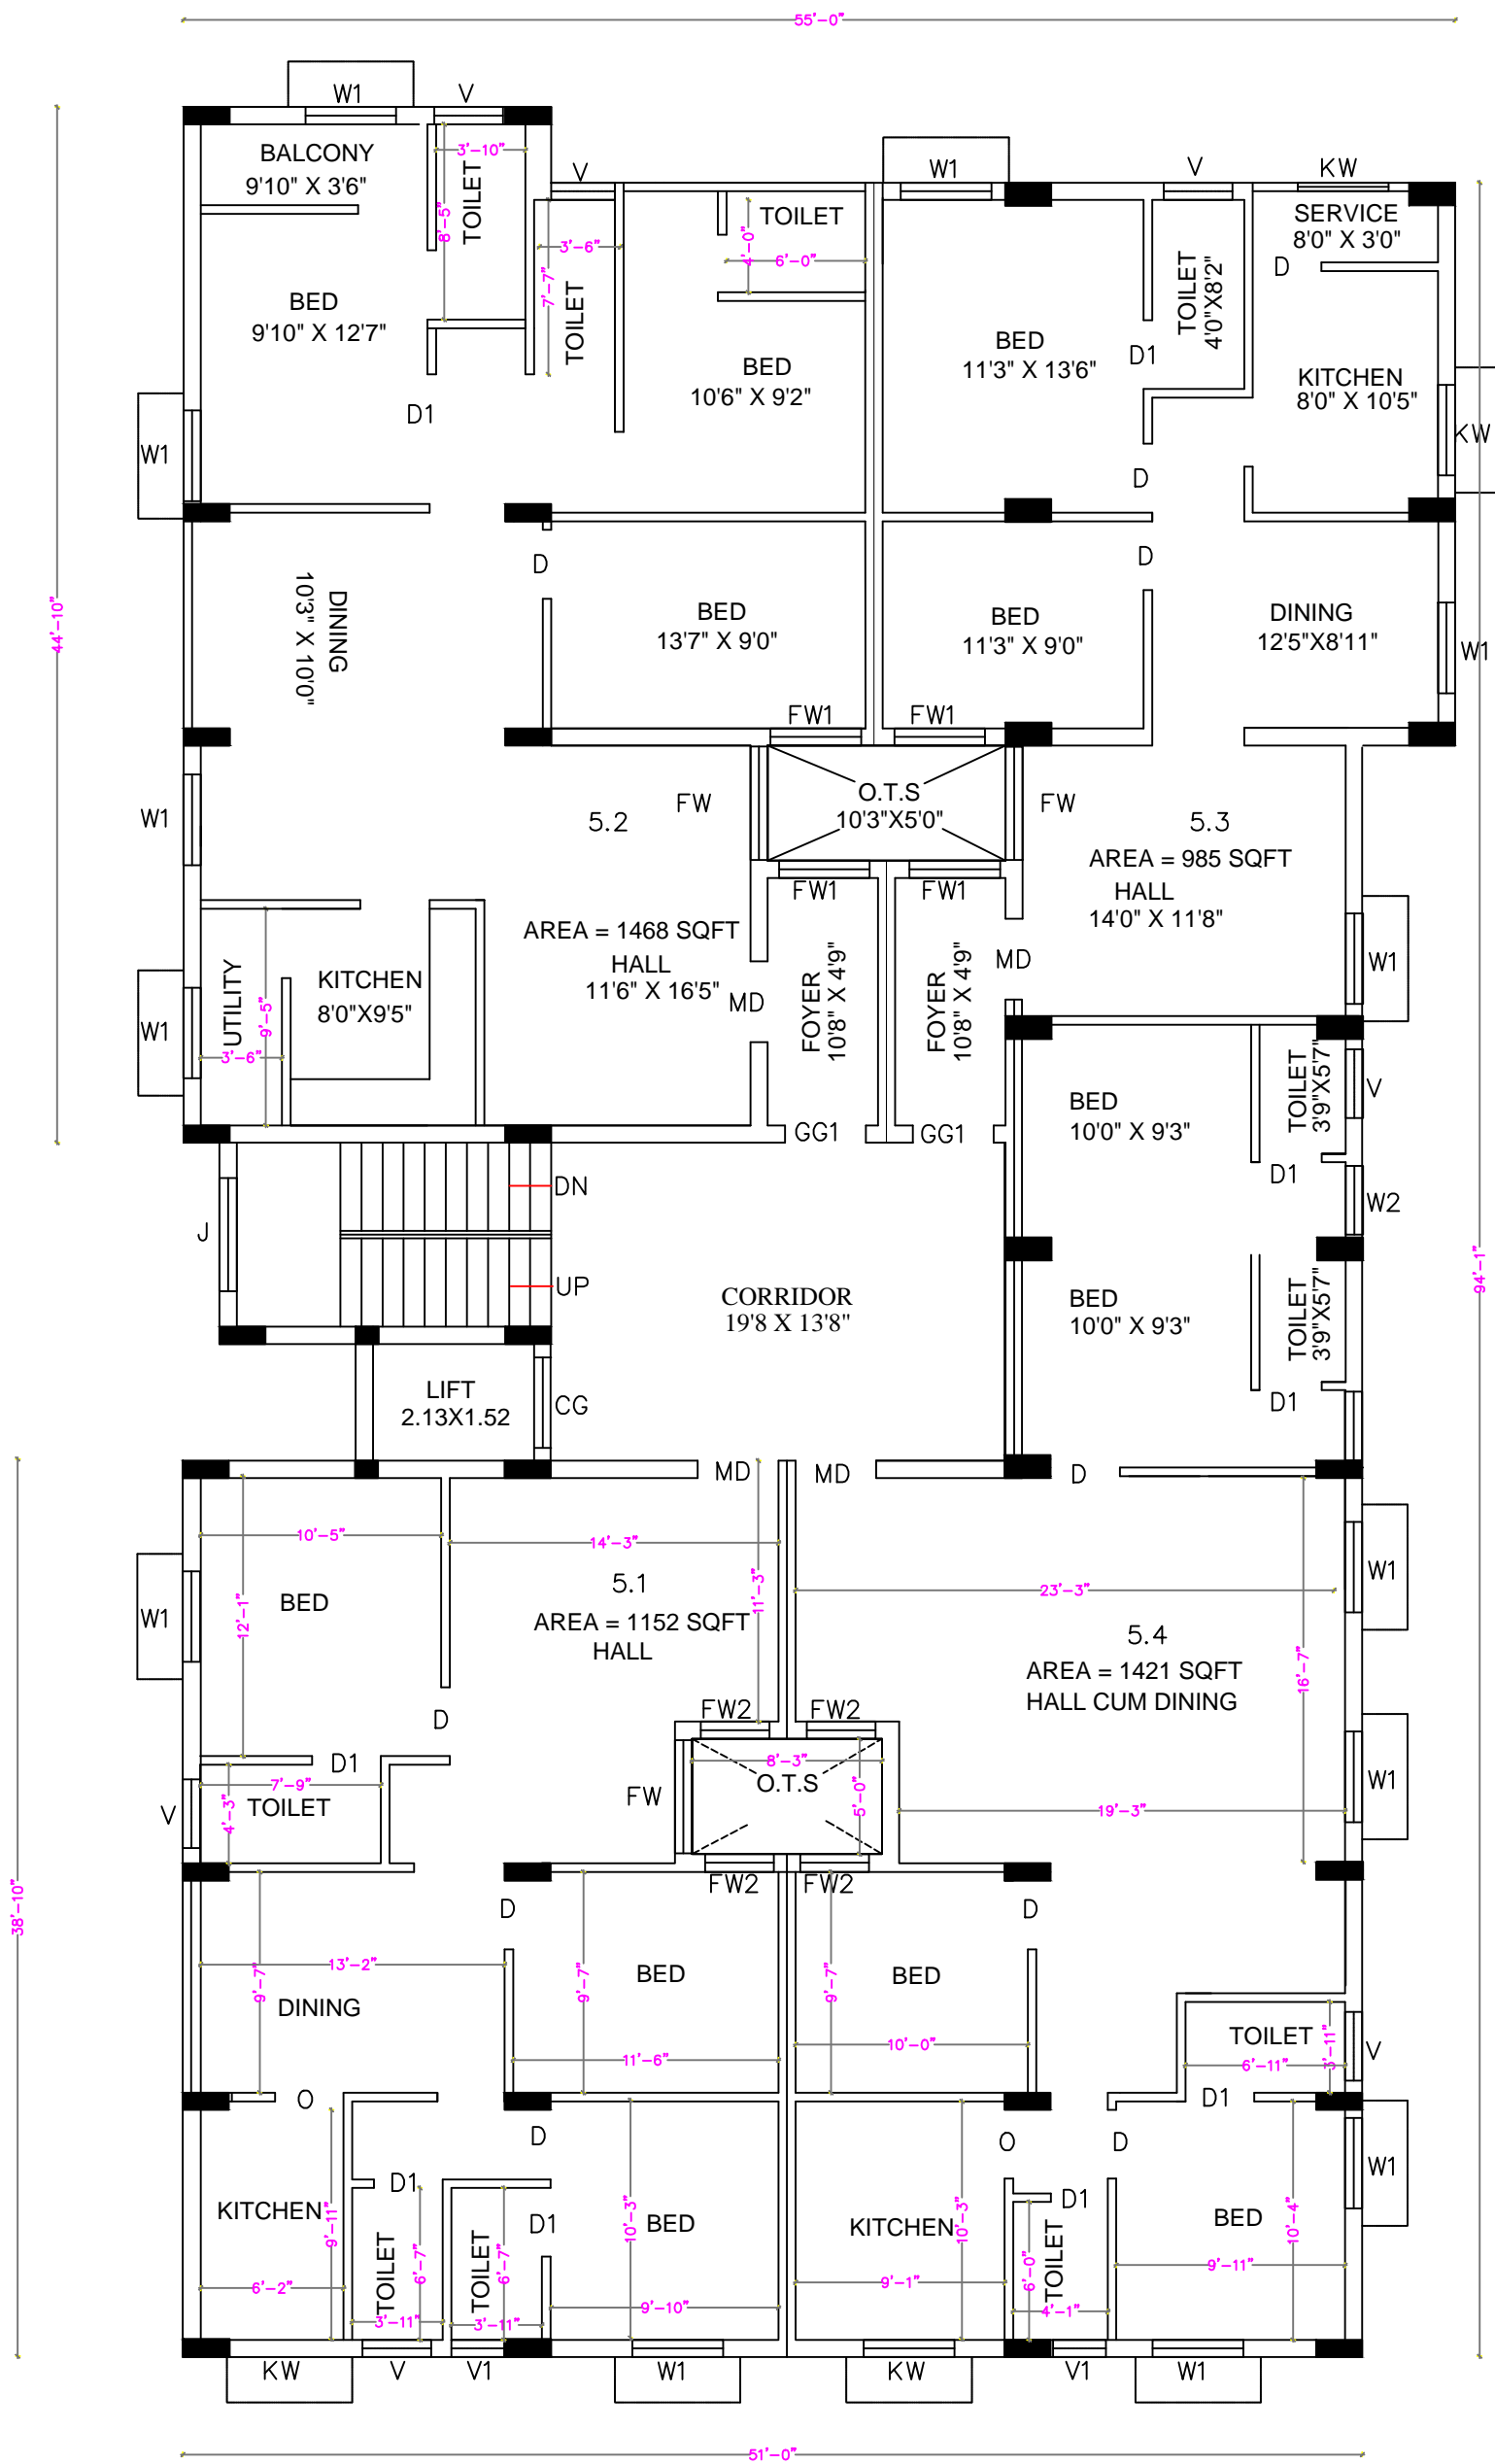 55'-0"
W1
V
BALCONY
9'10" X 3'6"
3'-10"
TOILET
8'-5"
V
W1
V
KW
TOILET
SERVICE
8'0" X 3'0"
3'-6"
4'-0"
6'-0"
D
TOILET
4'0"X8'2"
7'-7"
TOILET
BED
9'10" X 12'7"
BED
10'6" X 9'2"
BED
11'3" X 13'6"
D1
KITCHEN
8'0" X 10'5"
D1
W1
KW
D
D
D
44'-10"
DINING
10'3" X 10'0"
BED
13'7" X 9'0"
BED
11'3" X 9'0"
DINING
12'5"X8'11"
W1
FW1
FW1
W1
FW
O.T.S
10'3"X5'0"
FW
5.2
5.3
AREA = 985 SQFT
HALL
14'0" X 11'8"
FW1
FW1
AREA = 1468 SQFT
HALL
11'6" X 16'5"
MD
FOYER
10'8" X 4'9"
FOYER
10'8" X 4'9"
MD
W1
W1
UTILITY
9'-5"
3'-6"
KITCHEN
8'0"X9'5"
BED
10'0" X 9'3"
TOILET
3'9"X5'7"
V
GG1
GG1
D1
W2
DN
J
UP
CORRIDOR
19'8 X 13'8"
BED
10'0" X 9'3"
TOILET
3'9"X5'7"
94'-1"
D1
LIFT
2.13X1.52
CG
MD
MD
D
10'-5"
14'-3"
11'-3"
23'-3"
W1
W1
BED
12'-1"
5.1
AREA = 1152 SQFT
HALL
5.4
AREA = 1421 SQFT
HALL CUM DINING
16'-7"
D
FW2
FW2
D1
7'-9"
8'-3"
O.T.S
5'-0"
W1
V
4'-3"
TOILET
FW
19'-3"
FW2
FW2
38'-10"
D
D
13'-2"
9'-7"
DINING
9'-7"
BED
11'-6"
9'-7"
BED
10'-0"
TOILET
3'-11"
6'-11"
V
O
D1
D
O
D
W1
D1
D1
KITCHEN
9'-11"
6'-2"
TOILET
6'-7"
3'-11"
TOILET
6'-7"
3'-11"
D1
10'-3"
BED
9'-10"
KITCHEN
10'-3"
9'-1"
6'-0"
TOILET
4'-1"
BED
10'-4"
9'-11"
KW
V
V1
W1
KW
V1
W1
51'-0"